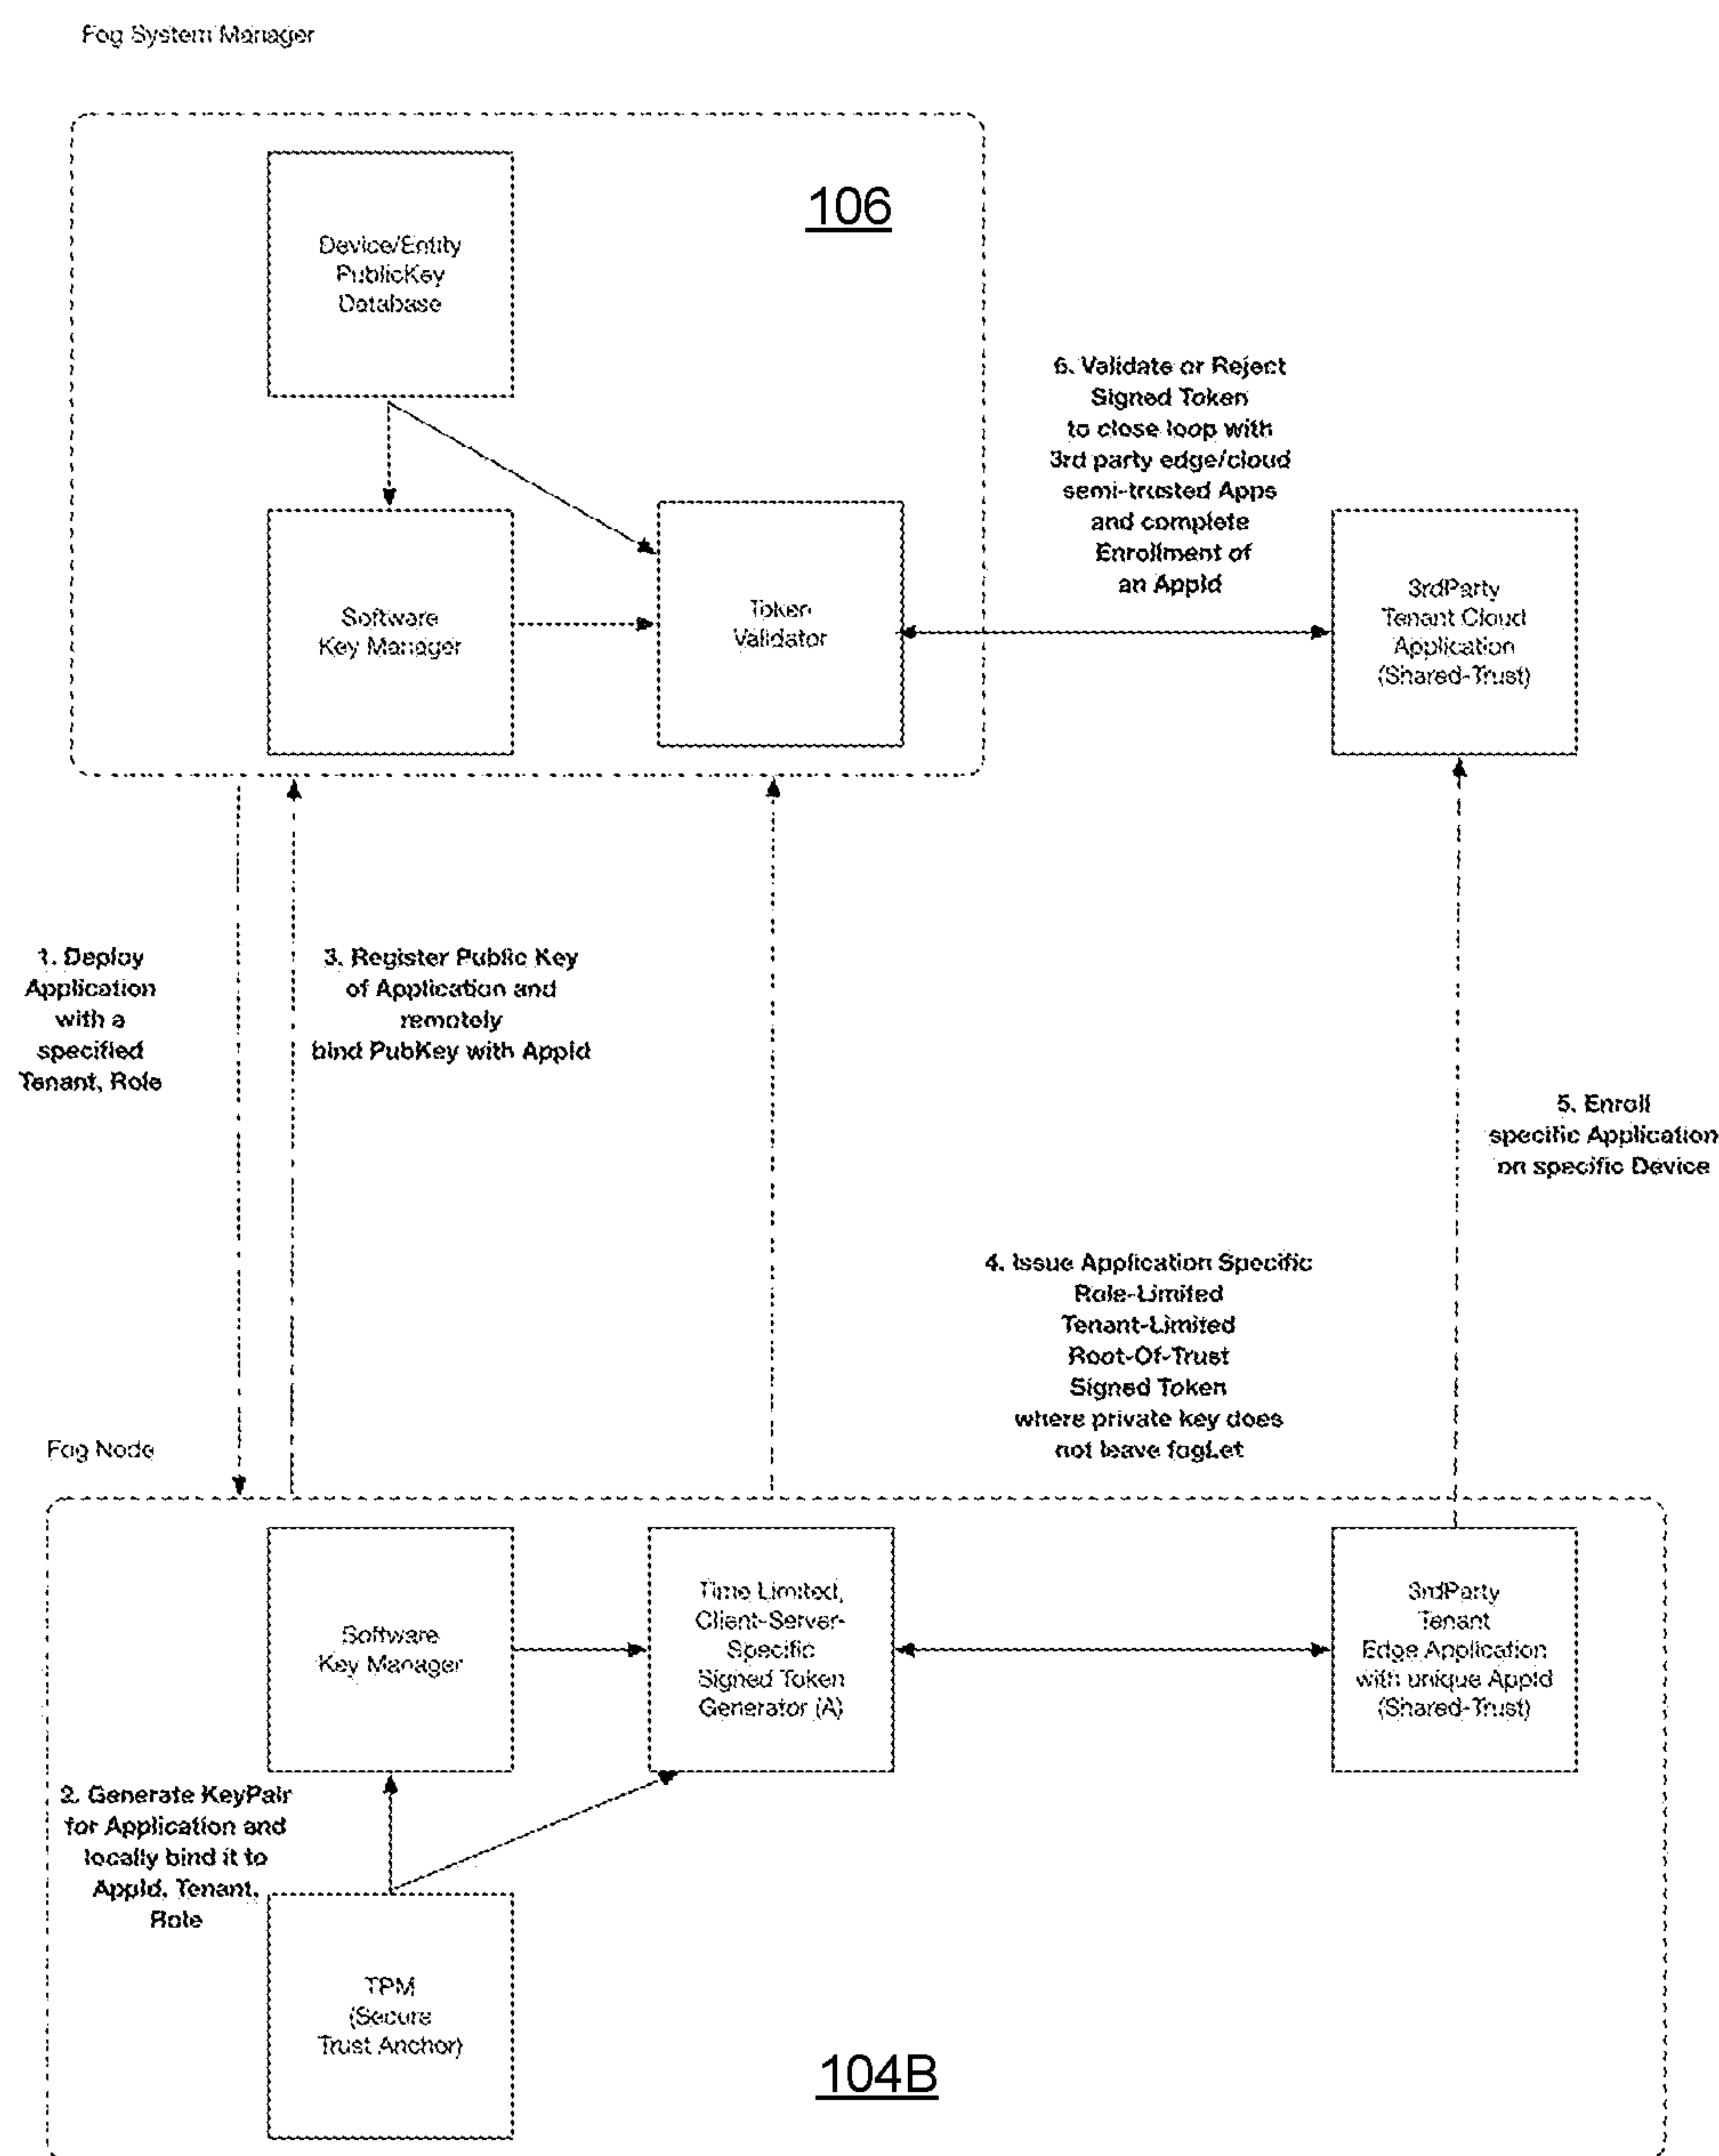 Fog System Manager
106
Device/Entity
PublicKey
Database
Software
Key Manager
Token
Validator
6. Validate or Reject
Signed Token
to close loop with
3rd party edge/cloud
semi-trusted Apps
and complete
Enrollment of
an AppId
3rdParty
Tenant Cloud
Application
(Shared-Trust)
1. Deploy
Application
with a
specified
Tenant, Role
3. Register Public Key
of Application and
remotely
bind PubKey with AppId
5. Enroll
specific Application
on specific Device
4. Issue Application Specific
Role-Limited
Tenant-Limited
Root-Of-Trust
Signed Token
where private key does
not leave fogLet
Fog Node
Software
Key Manager
Time Limited,
Client-Server-
Specific
Signed Token
Generator (A)
3rdParty
Tenant
Edge Application
with unique AppId
(Shared-Trust)
2. Generate KeyPair
for Application and
locally bind it to
AppId, Tenant,
Role
TPM
(Secure
Trust Anchor)
104B